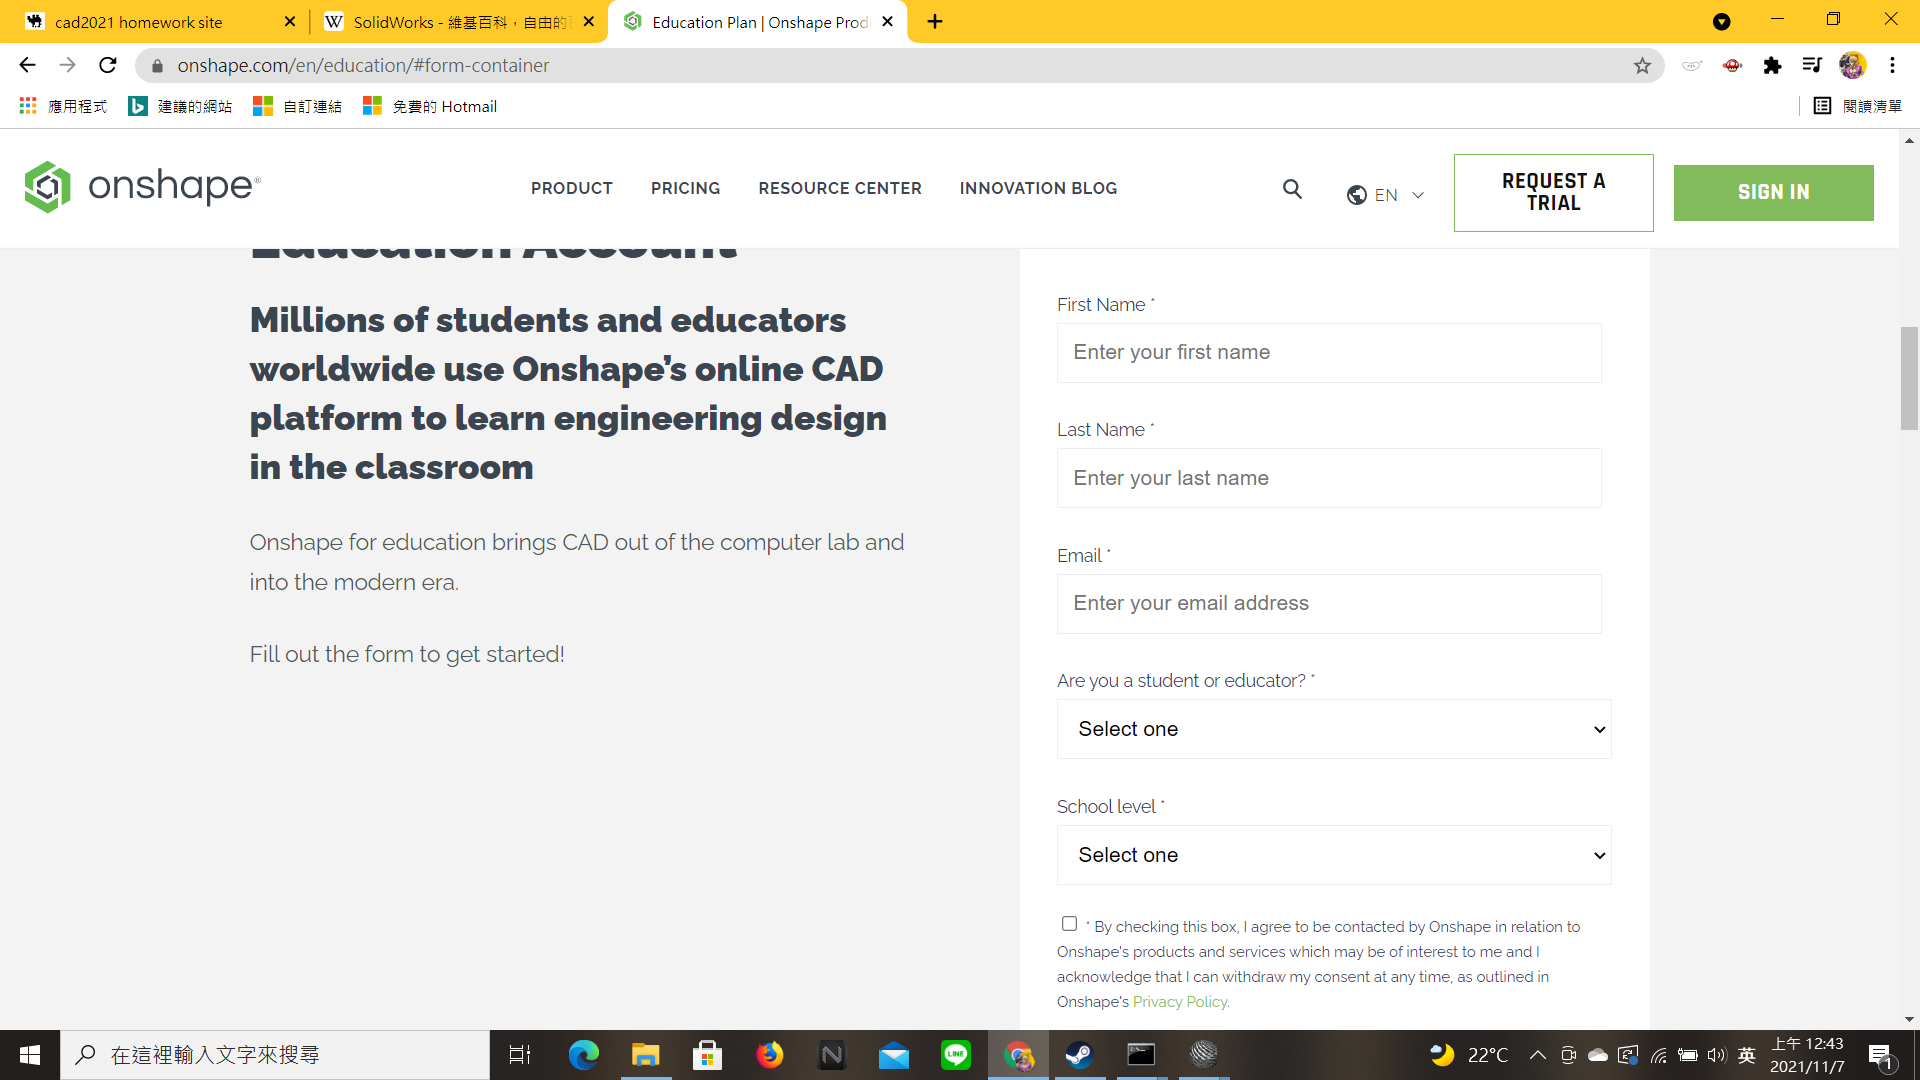 cad2021 homework site
SolidWorks - 維基百科，自由的
Education Plan | Onshape Prod
onshape.com/en/education/#form-container
應用程式
建議的網站
自訂連結
免費的 Hotmail
閱讀清單
onshape®
PRODUCT
PRICING
RESOURCE CENTER
INNOVATION BLOG
EN
REQUEST A
TRIAL
SIGN IN
Education Account
Millions of students and educators
worldwide use Onshape’s online CAD
platform to learn engineering design
in the classroom
Onshape for education brings CAD out of the computer lab and
into the modern era.
Fill out the form to get started!
First Name *
Enter your first name
Last Name *
Enter your last name
Email *
Enter your email address
Are you a student or educator? *
Select one
School level *
Select one
* By checking this box, I agree to be contacted by Onshape in relation to
Onshape's products and services which may be of interest to me and I
acknowledge that I can withdraw my consent at any time, as outlined in
Onshape's Privacy Policy.
在這裡輸入文字來搜尋
22°C
英
上午 12:43
2021/11/7
1